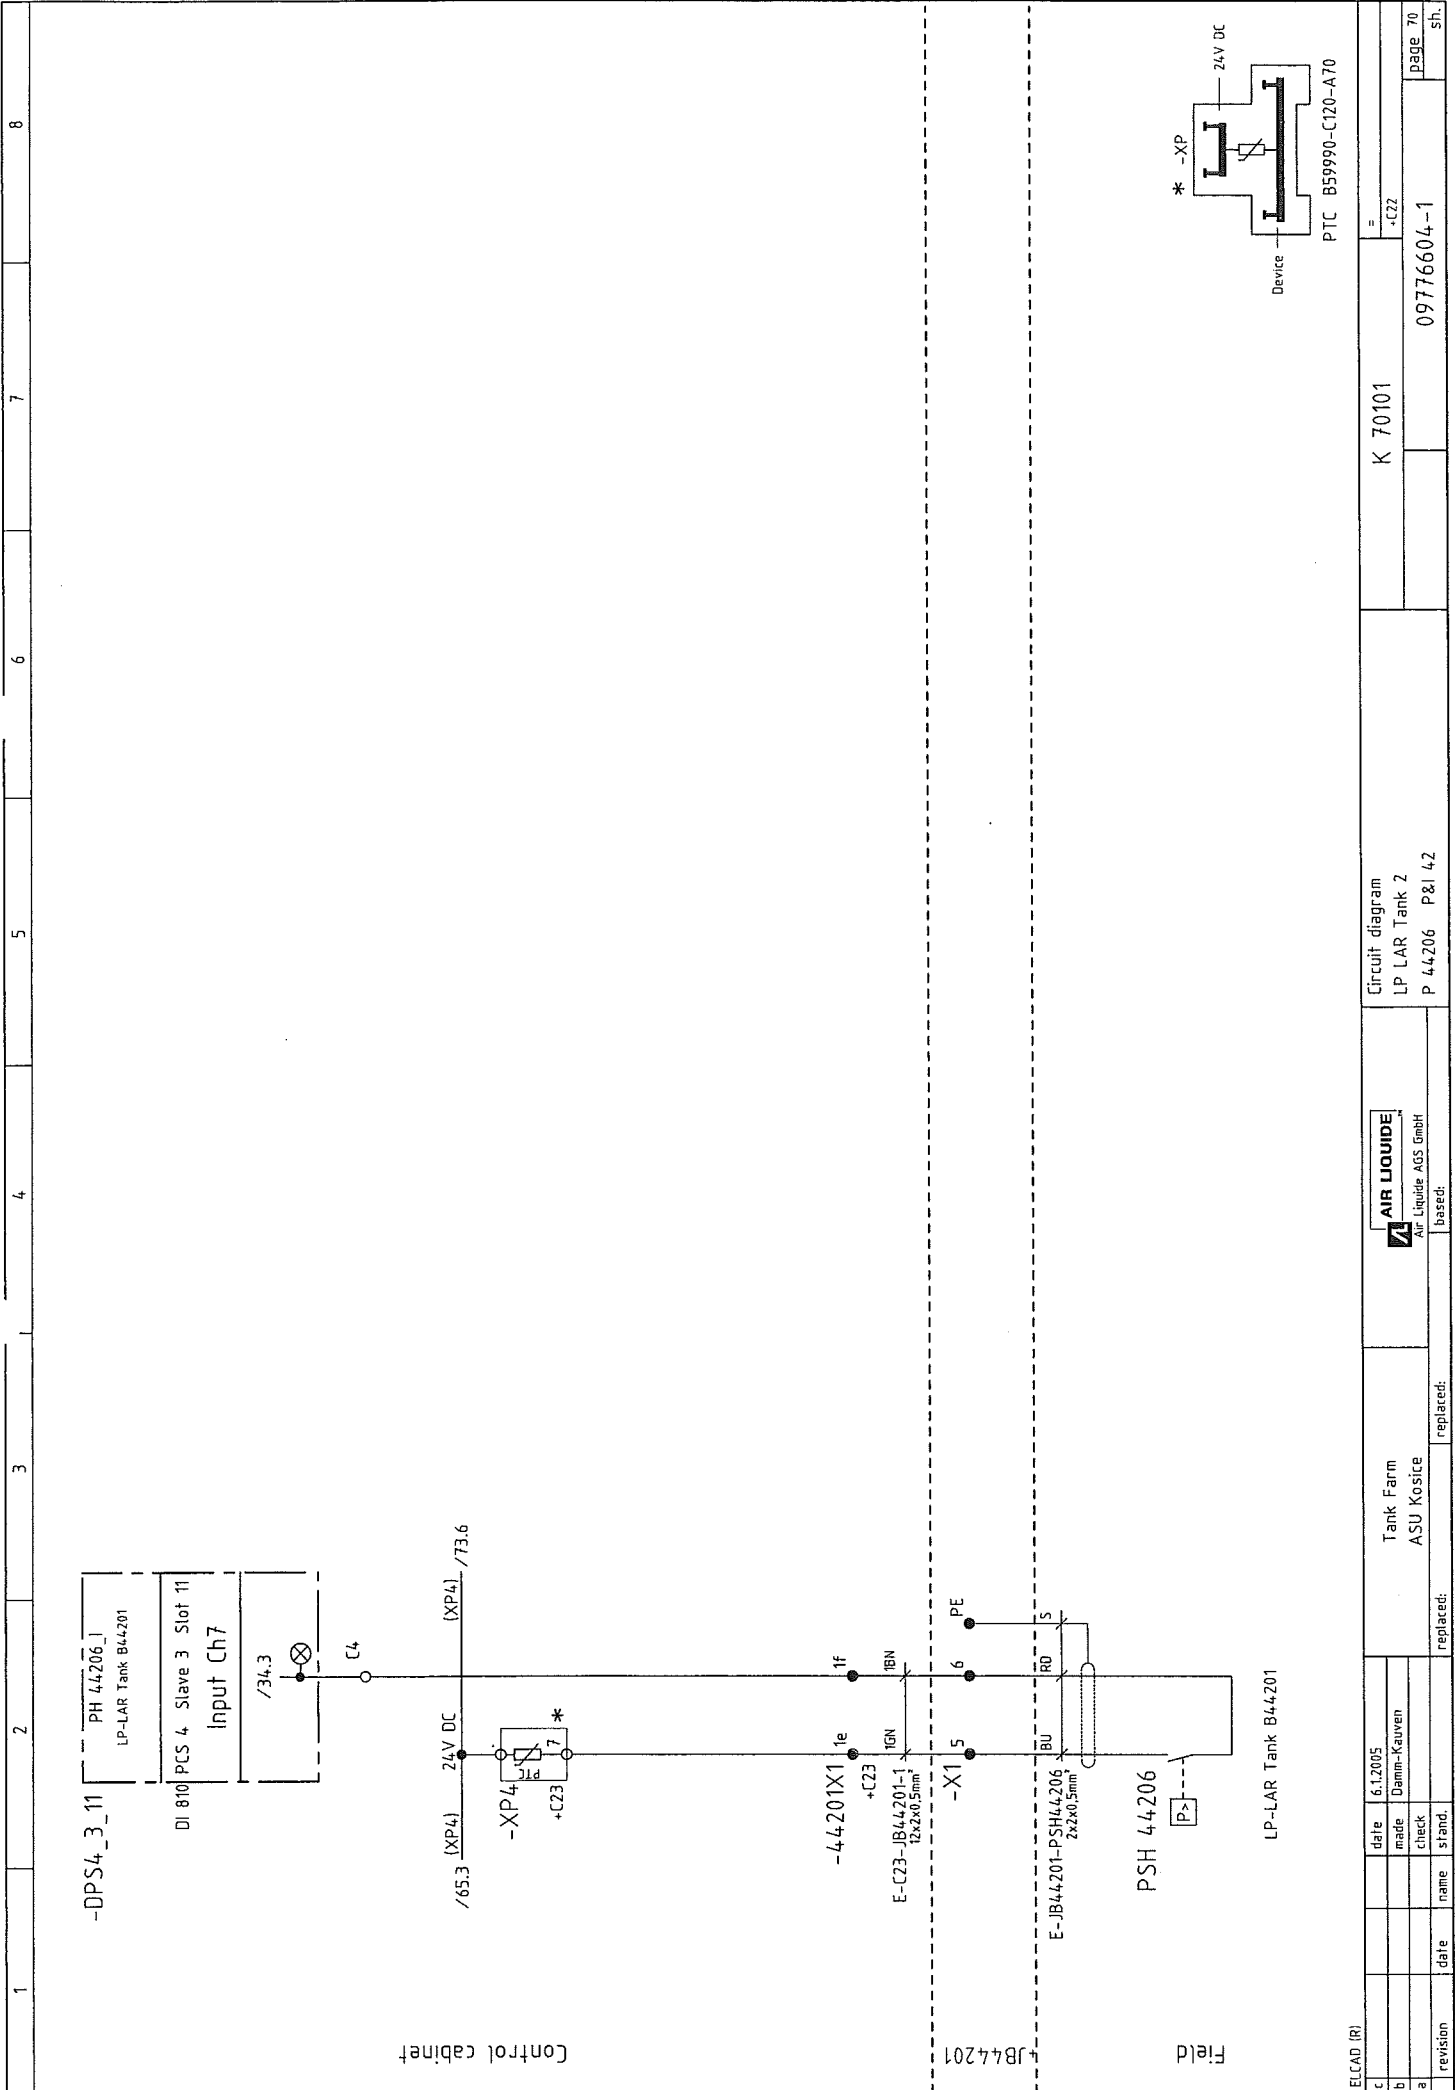 1 2 3 4 5 6 7 8
-DPS4_3_11
PH 44206_I
LP-LAR Tank B44201
DI 810 PCS 4 Slave 3 Slot 11
Input Ch7
/34.3
C4
/65.3 (XP4) 24V DC (XP4) /73.6
-XP4
PTC
7 *
+C23
Control cabinet
-44201X1 1e 1f
+C23
E-C23-JB44201-1
12x2x0,5mm²
1GN 1BN
+JB44201
-X1 5 6 PE
E-JB44201-PSH44206
2x2x0,5mm²
BU RD S
Field
PSH 44206
P>
LP-LAR Tank B44201
* -XP
24V DC
Device
PTC B59990-C120-A70
ELCAD (R)
c
b
a
revision date name
date 6.1.2005
made Damm-Kauven
check
stand.
Tank Farm
ASU Kosice
replaced: replaced: based:
AIR LIQUIDE
Air Liquide AGS GmbH
Circuit diagram
LP LAR Tank 2
P 44206 P&I 42
K 70101
=
+C22
09776604-1
page 70
sh.